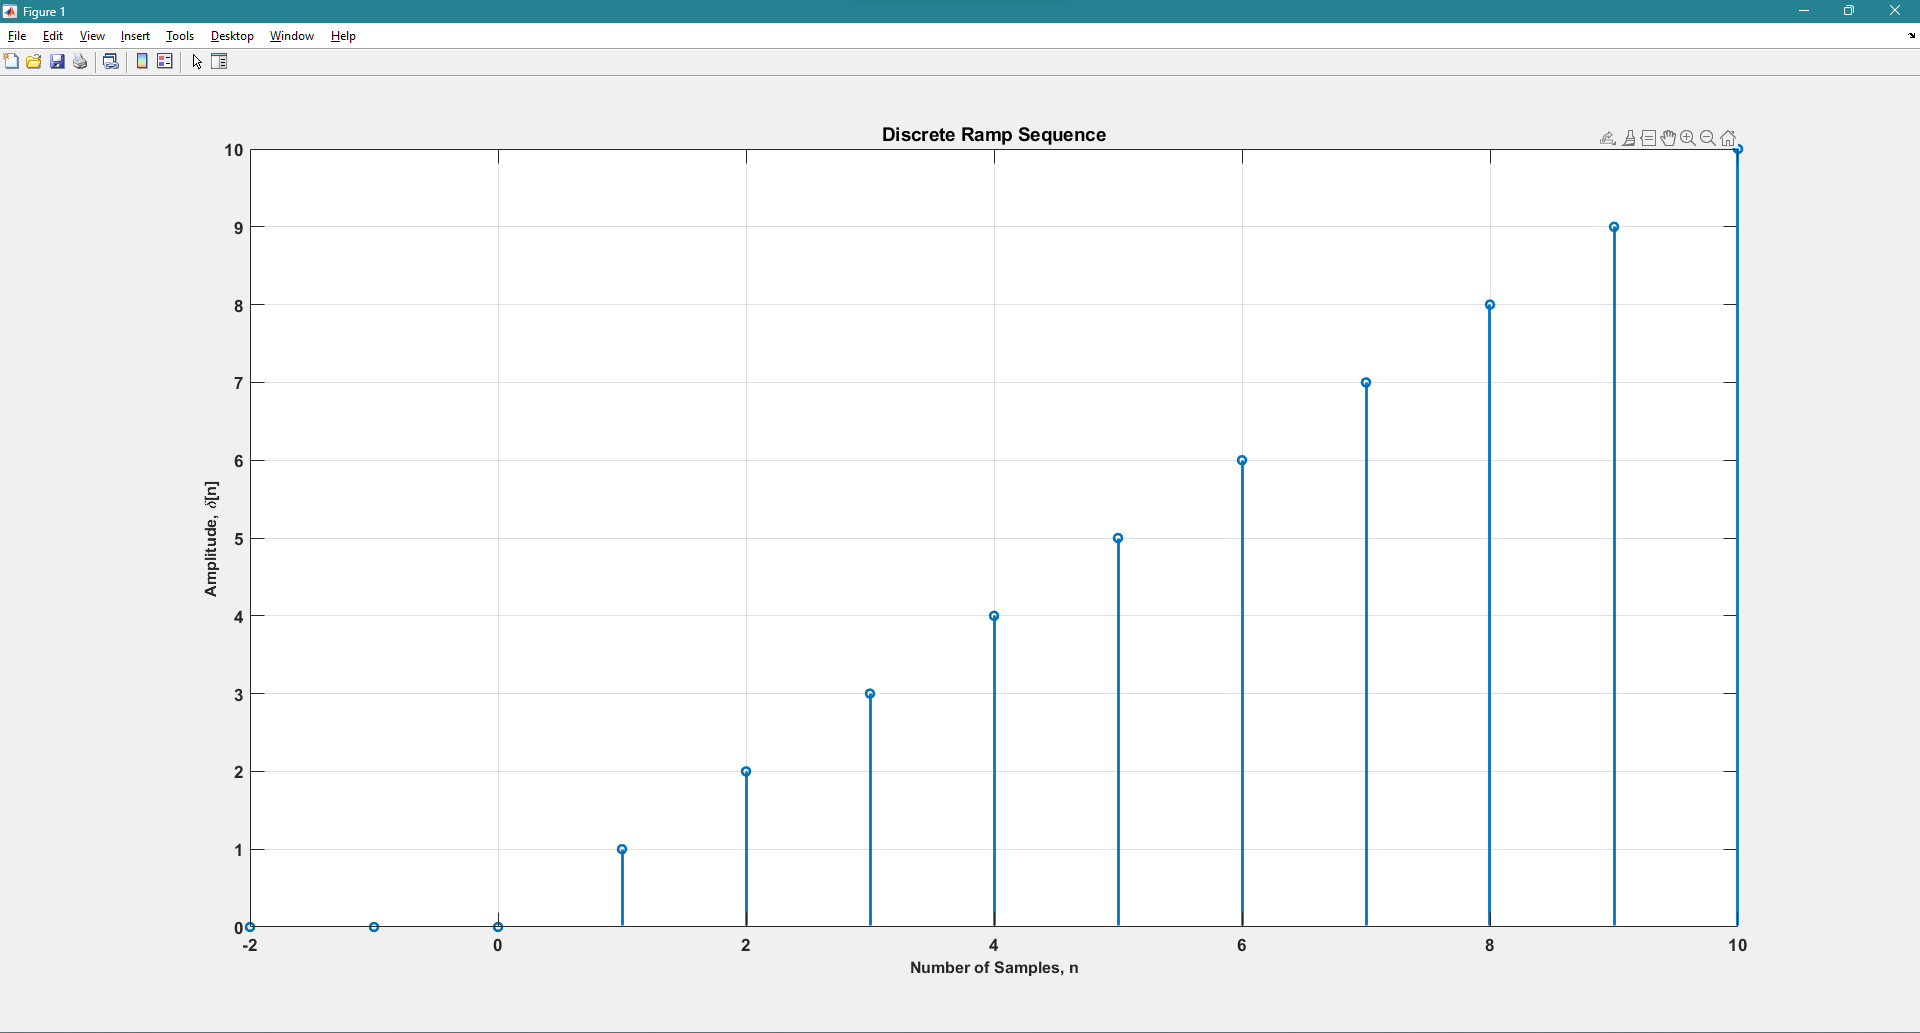 Figure 1
File Edit View Insert Tools Desktop Window Help
Discrete Ramp Sequence
10
9
8
7
6
5
4
3
2
1
0
Amplitude, δ[n]
-2 0 2 4 6 8 10
Number of Samples, n